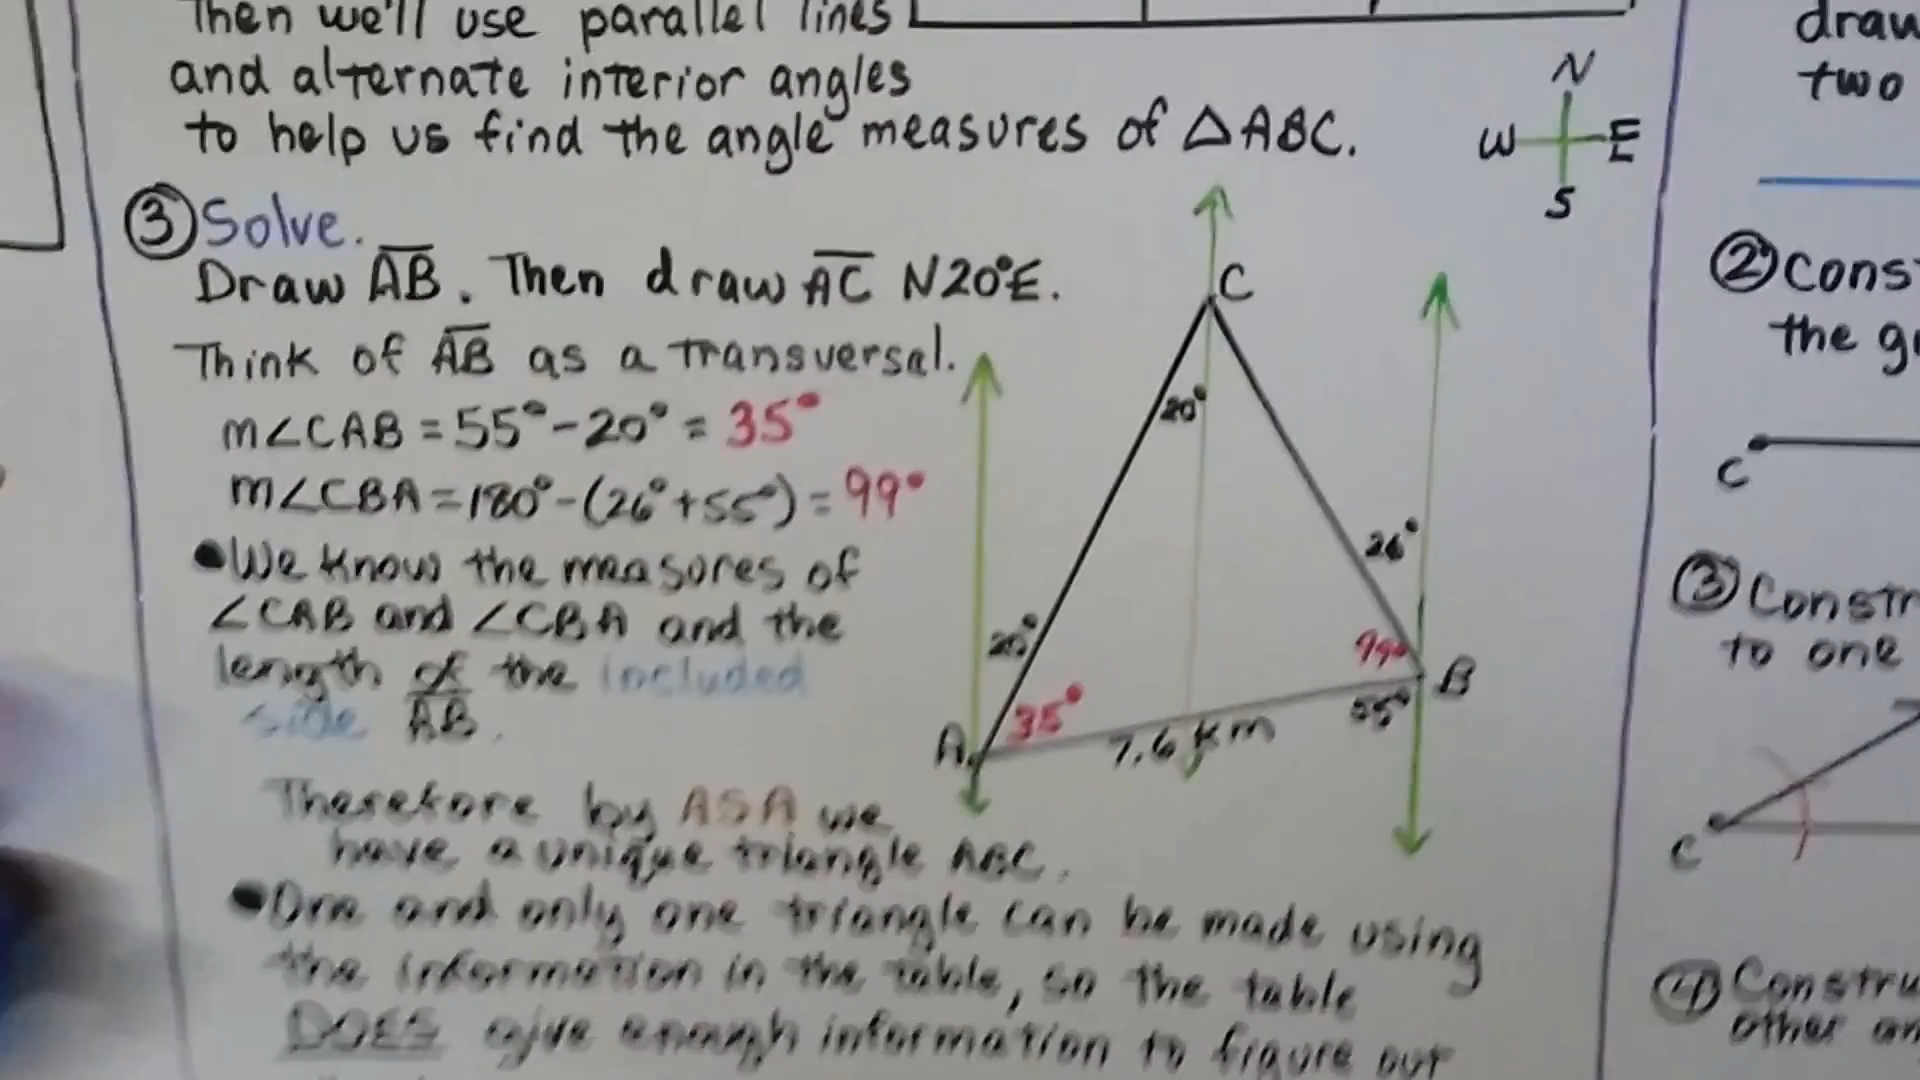 Then we'll use parallel lines
and alternate interior angles
to help us find the angle measures of △ABC.
N
W E
S
③ Solve.
Draw A̅B̅. Then draw A̅C̅ N20°E.
Think of A̅B̅ as a transversal.
m∠CAB = 55° - 20° = 35°
m∠CBA = 180° - (26° + 55°) = 99°
• We know the measures of
∠CAB and ∠CBA and the
length of the included
side A̅B̅.
Therefore by ASA we
have a unique triangle ABC.
• One and only one triangle can be made using
the information in the table, so the table
DOES give enough information to figure out
C
20°
26°
20°
99°
B
35°
55°
A
7.6 km
draw
two
② Cons
the g
C
③ Constr
to one
C
④ Constru
other an